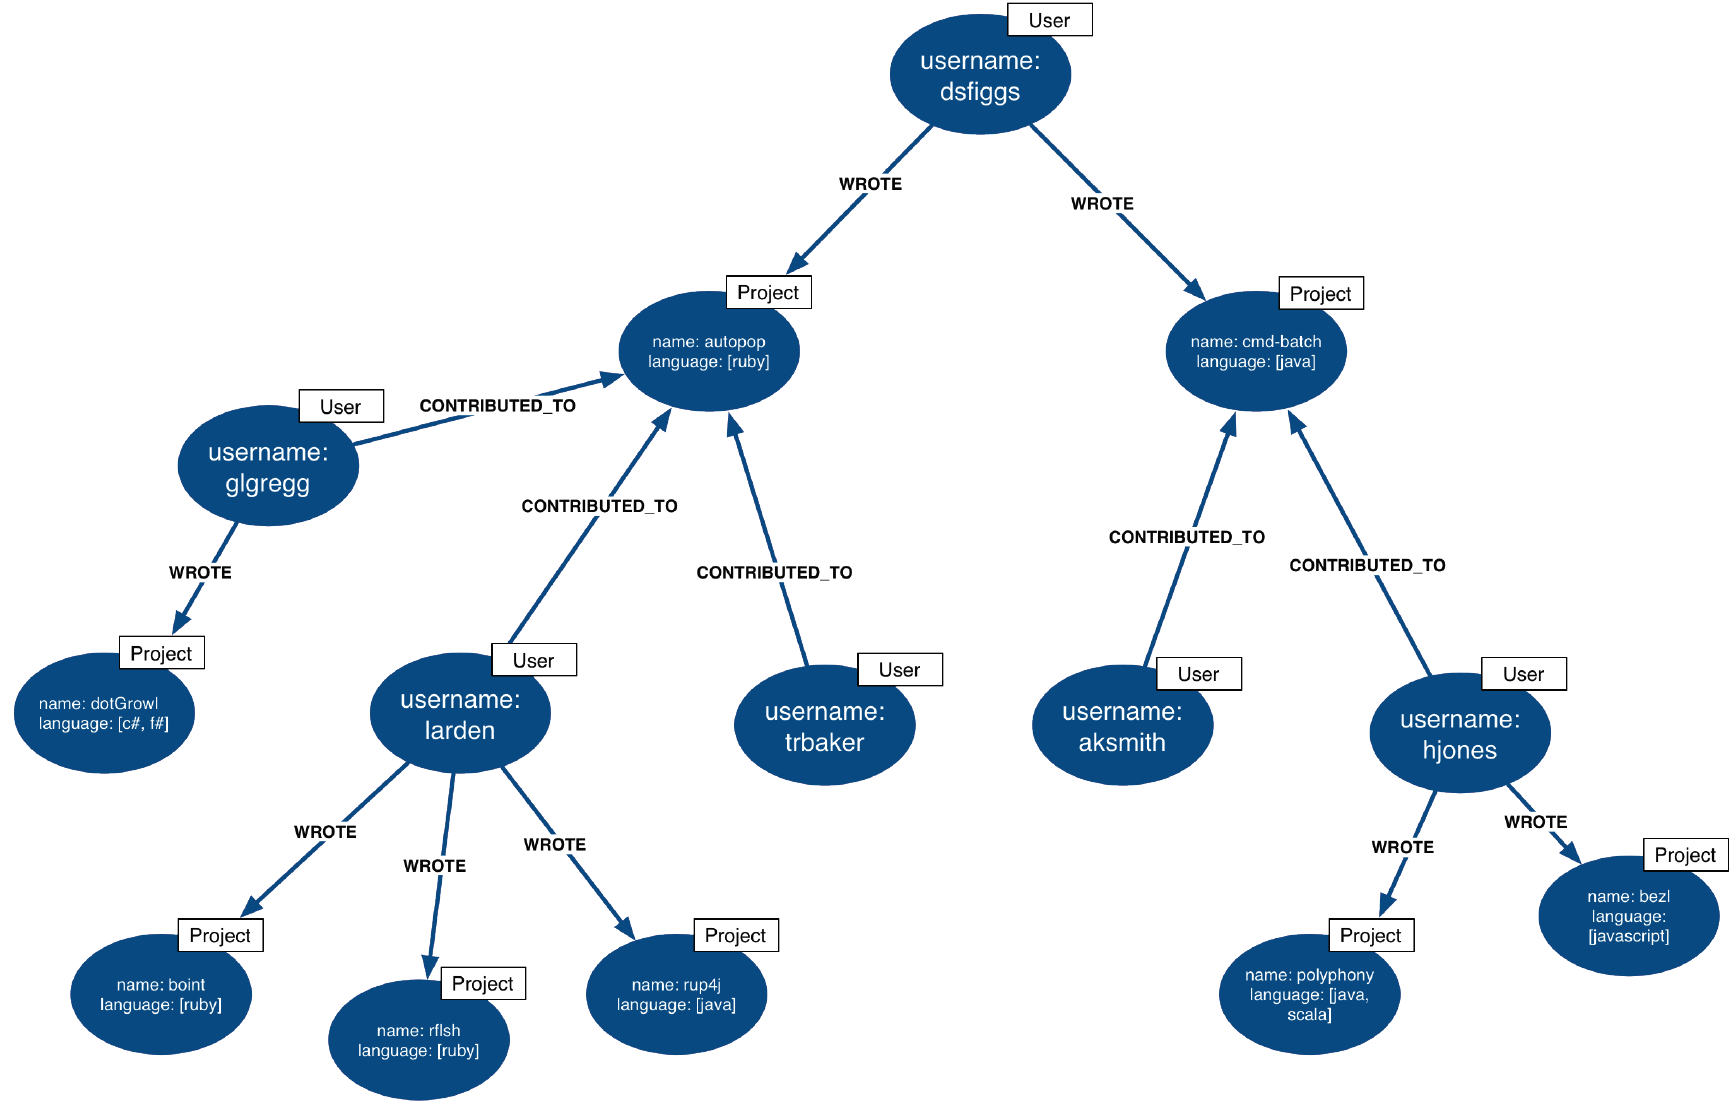 User
username:
dsfiggs
WROTE
WROTE
Project
name: autopop
language: [ruby]
Project
name: cmd-batch
language: [java]
User
username:
glgregg
CONTRIBUTED_TO
CONTRIBUTED_TO
CONTRIBUTED_TO
CONTRIBUTED_TO
CONTRIBUTED_TO
WROTE
Project
name: dotGrowl
language: [c#, f#]
User
username:
larden
User
username:
trbaker
User
username:
aksmith
User
username:
hjones
WROTE
WROTE
WROTE
WROTE
WROTE
Project
name: boint
language: [ruby]
Project
name: rflsh
language: [ruby]
Project
name: rup4j
language: [java]
Project
name: polyphony
language: [java,
scala]
Project
name: bezl
language:
[javascript]